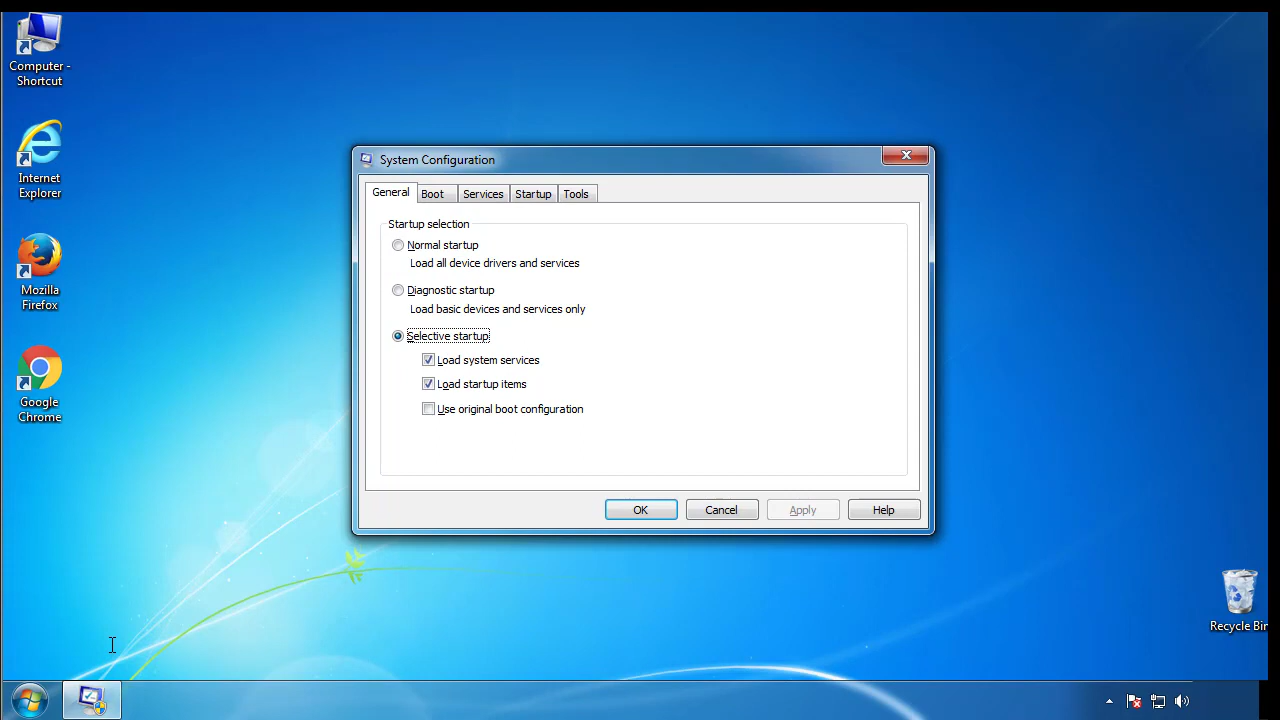 Computer -
Shortcut
Internet
Explorer
Mozilla
Firefox
Google
Chrome
System Configuration
General
Boot
Services
Startup
Tools
Startup selection
Normal startup
Load all device drivers and services
Diagnostic startup
Load basic devices and services only
Selective startup
Load system services
Load startup items
Use original boot configuration
OK
Cancel
Apply
Help
Recycle Bin